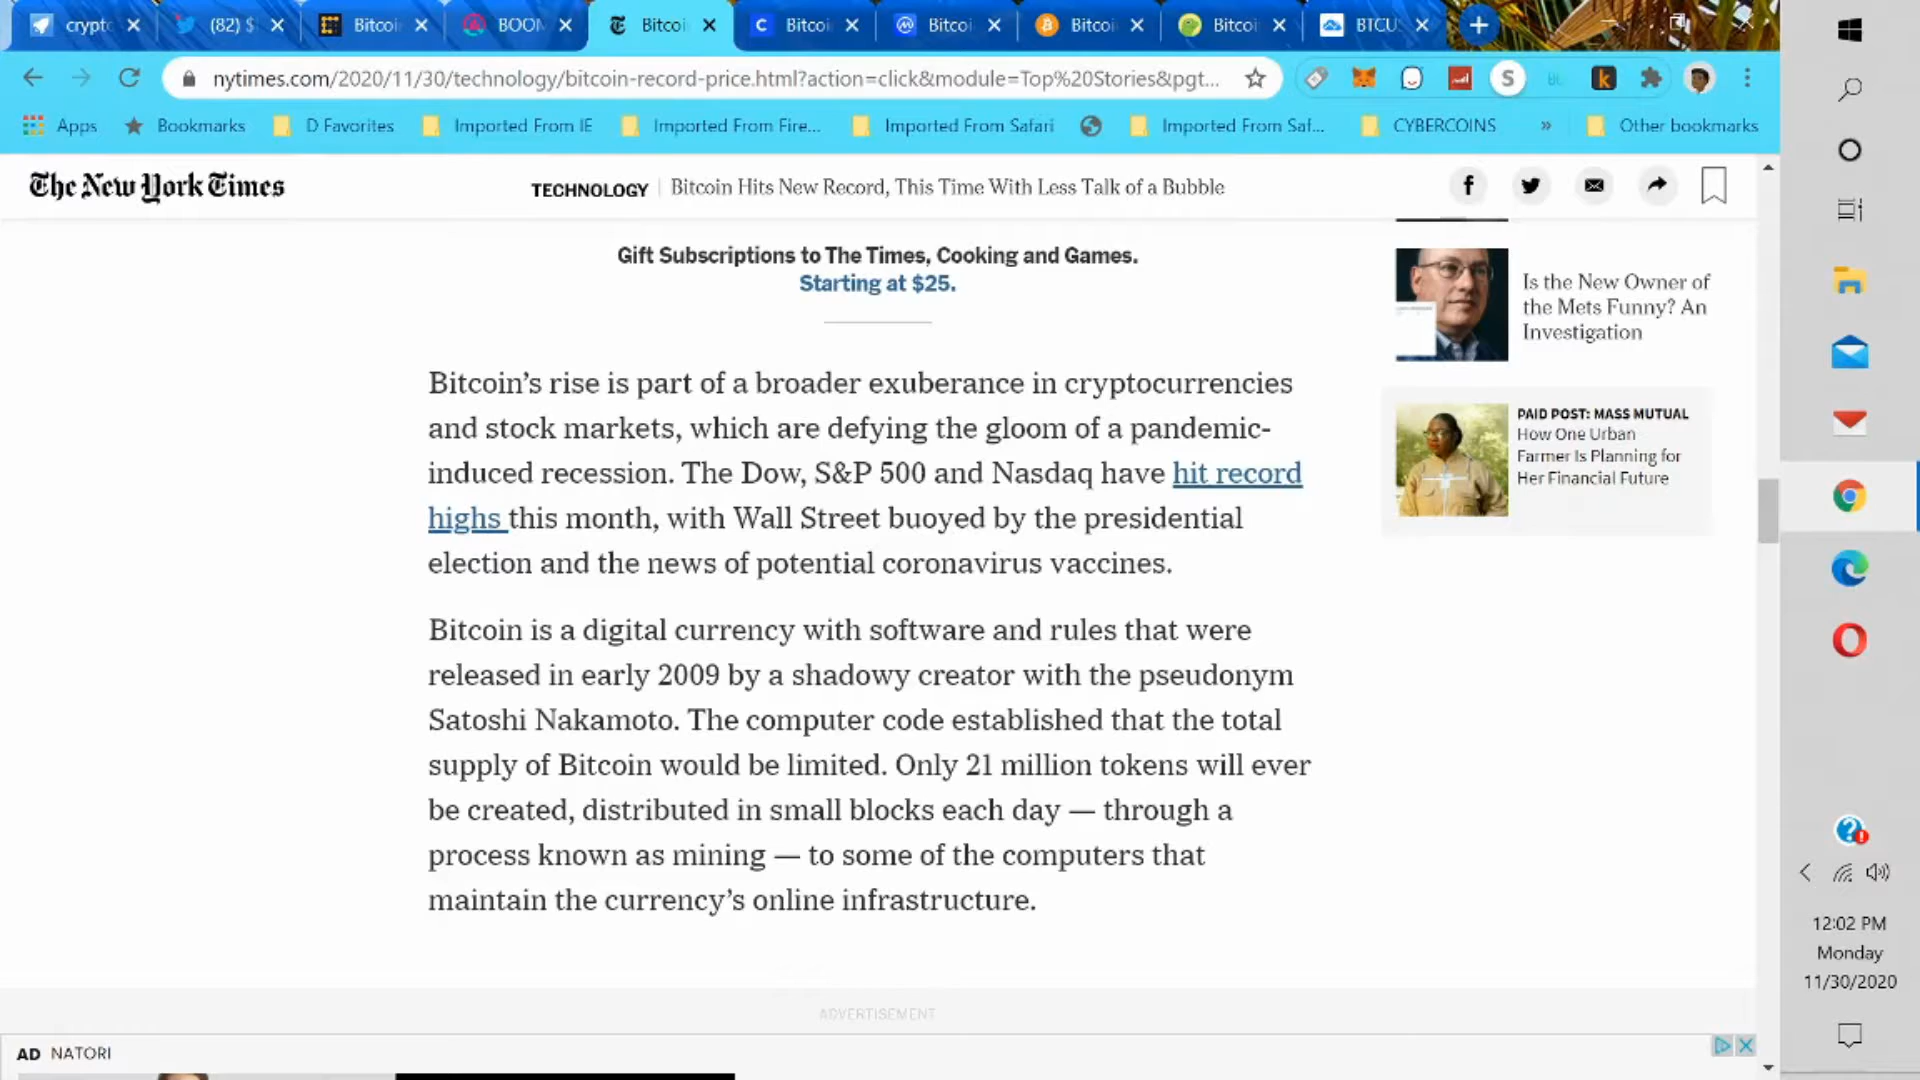 crypto
(82) $
Bitcoi
BOOM
Bitcoi
Bitcoi
Bitcoi
Bitcoi
Bitcoi
BTCU
nytimes.com/2020/11/30/technology/bitcoin-record-price.html?action=click&module=Top%20Stories&pgt...
Apps
Bookmarks
D Favorites
Imported From IE
Imported From Fire...
Imported From Safari
Imported From Saf...
CYBERCOINS
»
Other bookmarks
The New York Times
TECHNOLOGY | Bitcoin Hits New Record, This Time With Less Talk of a Bubble
Gift Subscriptions to The Times, Cooking and Games.
Starting at $25.
Bitcoin’s rise is part of a broader exuberance in cryptocurrencies
and stock markets, which are defying the gloom of a pandemic-
induced recession. The Dow, S&P 500 and Nasdaq have hit record
highs this month, with Wall Street buoyed by the presidential
election and the news of potential coronavirus vaccines.
Bitcoin is a digital currency with software and rules that were
released in early 2009 by a shadowy creator with the pseudonym
Satoshi Nakamoto. The computer code established that the total
supply of Bitcoin would be limited. Only 21 million tokens will ever
be created, distributed in small blocks each day — through a
process known as mining — to some of the computers that
maintain the currency’s online infrastructure.
Is the New Owner of
the Mets Funny? An
Investigation
PAID POST: MASS MUTUAL
How One Urban
Farmer Is Planning for
Her Financial Future
ADVERTISEMENT
AD NATORI
12:02 PM
Monday
11/30/2020